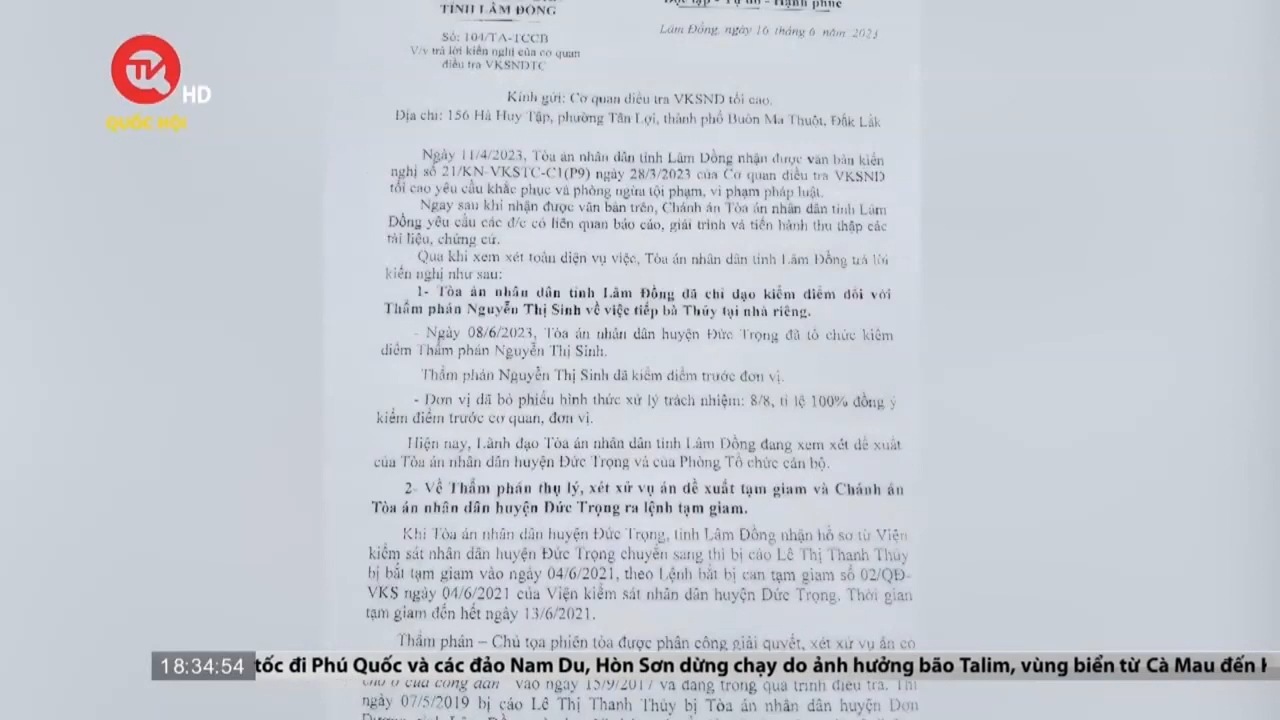 TỈNH LÂM ĐỒNG
Độc lập - Tự do - Hạnh phúc
Số: 104/TA-TCCB
Lâm Đồng, ngày 16 tháng 6 năm 2023
V/v trả lời kiến nghị của cơ quan
điều tra VKSNDTC
TV
HD
QUỐC HỘI
Kính gửi: Cơ quan điều tra VKSND tối cao.
Địa chỉ: 156 Hà Huy Tập, phường Tân Lợi, thành phố Buôn Ma Thuột, Đắk Lắk
Ngày 11/4/2023, Tòa án nhân dân tỉnh Lâm Đồng nhận được văn bản kiến
nghị số 21/KN-VKSTC-C1(P9) ngày 28/3/2023 của Cơ quan điều tra VKSND
tối cao yêu cầu khắc phục và phòng ngừa tội phạm, vi phạm pháp luật.
Ngay sau khi nhận được văn bản trên, Chánh án Tòa án nhân dân tỉnh Lâm
Đồng yêu cầu các đ/c có liên quan báo cáo, giải trình và tiến hành thu thập các
tài liệu, chứng cứ.
Qua khi xem xét toàn diện vụ việc, Tòa án nhân dân tỉnh Lâm Đồng trả lời
kiến nghị như sau:
1- Tòa án nhân dân tỉnh Lâm Đồng đã chỉ đạo kiểm điểm đối với
Thẩm phán Nguyễn Thị Sinh về việc tiếp bà Thủy tại nhà riêng.
- Ngày 08/6/2023, Tòa án nhân dân huyện Đức Trọng đã tổ chức kiểm
điểm Thẩm phán Nguyễn Thị Sinh.
Thẩm phán Nguyễn Thị Sinh đã kiểm điểm trước đơn vị.
- Đơn vị đã bỏ phiếu hình thức xử lý trách nhiệm: 8/8, tỉ lệ 100% đồng ý
kiểm điểm trước cơ quan, đơn vị.
Hiện nay, Lãnh đạo Tòa án nhân dân tỉnh Lâm Đồng đang xem xét đề xuất
của Tòa án nhân dân huyện Đức Trọng và của Phòng Tổ chức cán bộ.
2- Về Thẩm phán thụ lý, xét xử vụ án đề xuất tạm giam và Chánh án
Tòa án nhân dân huyện Đức Trọng ra lệnh tạm giam.
Khi Tòa án nhân dân huyện Đức Trọng, tỉnh Lâm Đồng nhận hồ sơ từ Viện
kiểm sát nhân dân huyện Đức Trọng chuyển sang thì bị cáo Lê Thị Thanh Thủy
bị bắt tạm giam vào ngày 04/6/2021, theo Lệnh bắt bị can tạm giam số 02/QĐ-
VKS ngày 04/6/2021 của Viện kiểm sát nhân dân huyện Đức Trọng. Thời gian
tạm giam đến hết ngày 13/6/2021.
Thẩm phán – Chủ tọa phiên tòa được phân công giải quyết, xét xử vụ án có
18:34:54 tốc đi Phú Quốc và các đảo Nam Du, Hòn Sơn dừng chạy do ảnh hưởng bão Talim, vùng biển từ Cà Mau đến
chỗ ở của công dân" vào ngày 15/9/2017 và đang trong quá trình điều tra. Thì
ngày 07/5/2019 bị cáo Lê Thị Thanh Thủy bị Tòa án nhân dân huyện Đơn